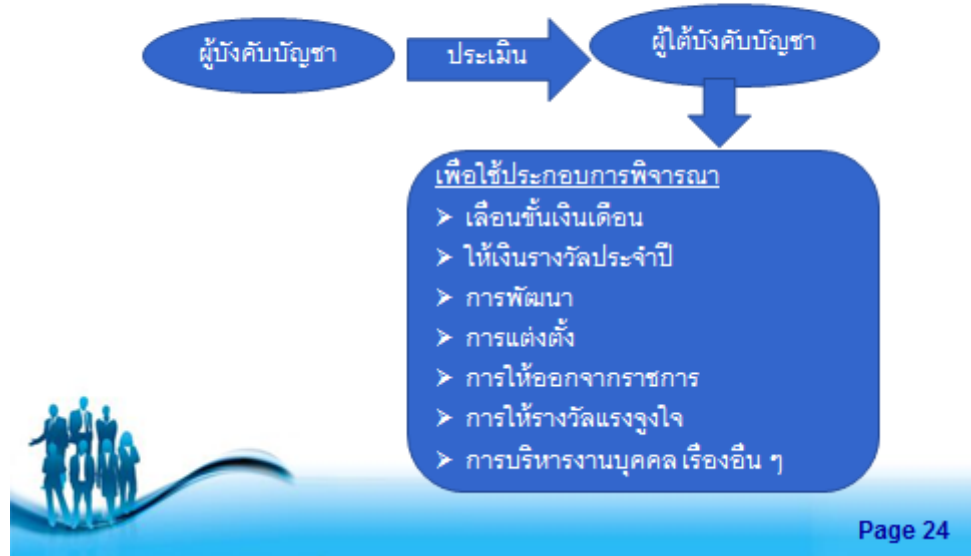 ผู้บังคับบัญชา
ประเมิน
ผู้ใต้บังคับบัญชา
เพื่อใช้ประกอบการพิจารณา
➤ เลื่อนขั้นเงินเดือน
➤ ให้เงินรางวัลประจำปี
➤ การพัฒนา
➤ การแต่งตั้ง
➤ การให้ออกจากราชการ
➤ การให้รางวัลแรงจูงใจ
➤ การบริหารงานบุคคล เรื่องอื่น ๆ
Page 24